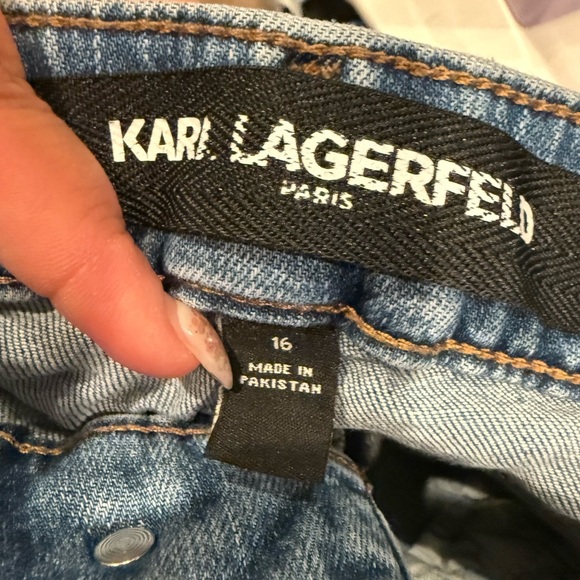 KARL LAGERFELD
PARIS
16
MADE IN
PAKISTAN